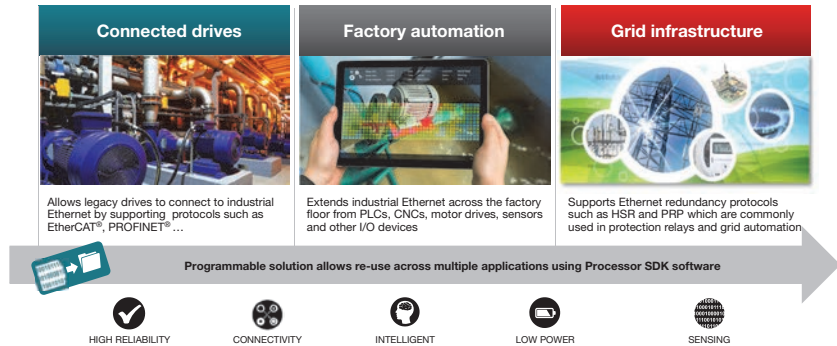 Connected drives
Factory automation
Grid infrastructure
Allows legacy drives to connect to industrial
Ethernet by supporting protocols such as
EtherCAT®, PROFINET® ...
Extends industrial Ethernet across the factory
floor from PLCs, CNCs, motor drives, sensors
and other I/O devices
Supports Ethernet redundancy protocols
such as HSR and PRP which are commonly
used in protection relays and grid automation
Programmable solution allows re-use across multiple applications using Processor SDK software
HIGH RELIABILITY
CONNECTIVITY
INTELLIGENT
LOW POWER
SENSING